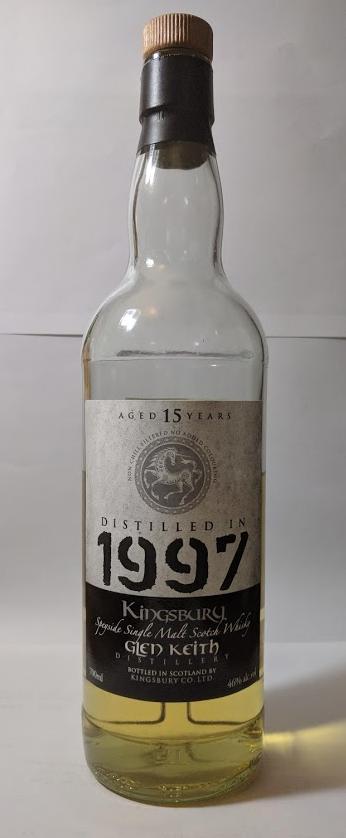 AGED 15 YEARS
NON CHILL FILTERED NO ADDED COLOURING
DISTILLED IN
1997
Kingsbury
Speyside Single Malt Scotch Whisky
GLEN KEITH
DISTILLERY
BOTTLED IN SCOTLAND BY
KINGSBURY CO. LTD.
700ml
46% alc vol